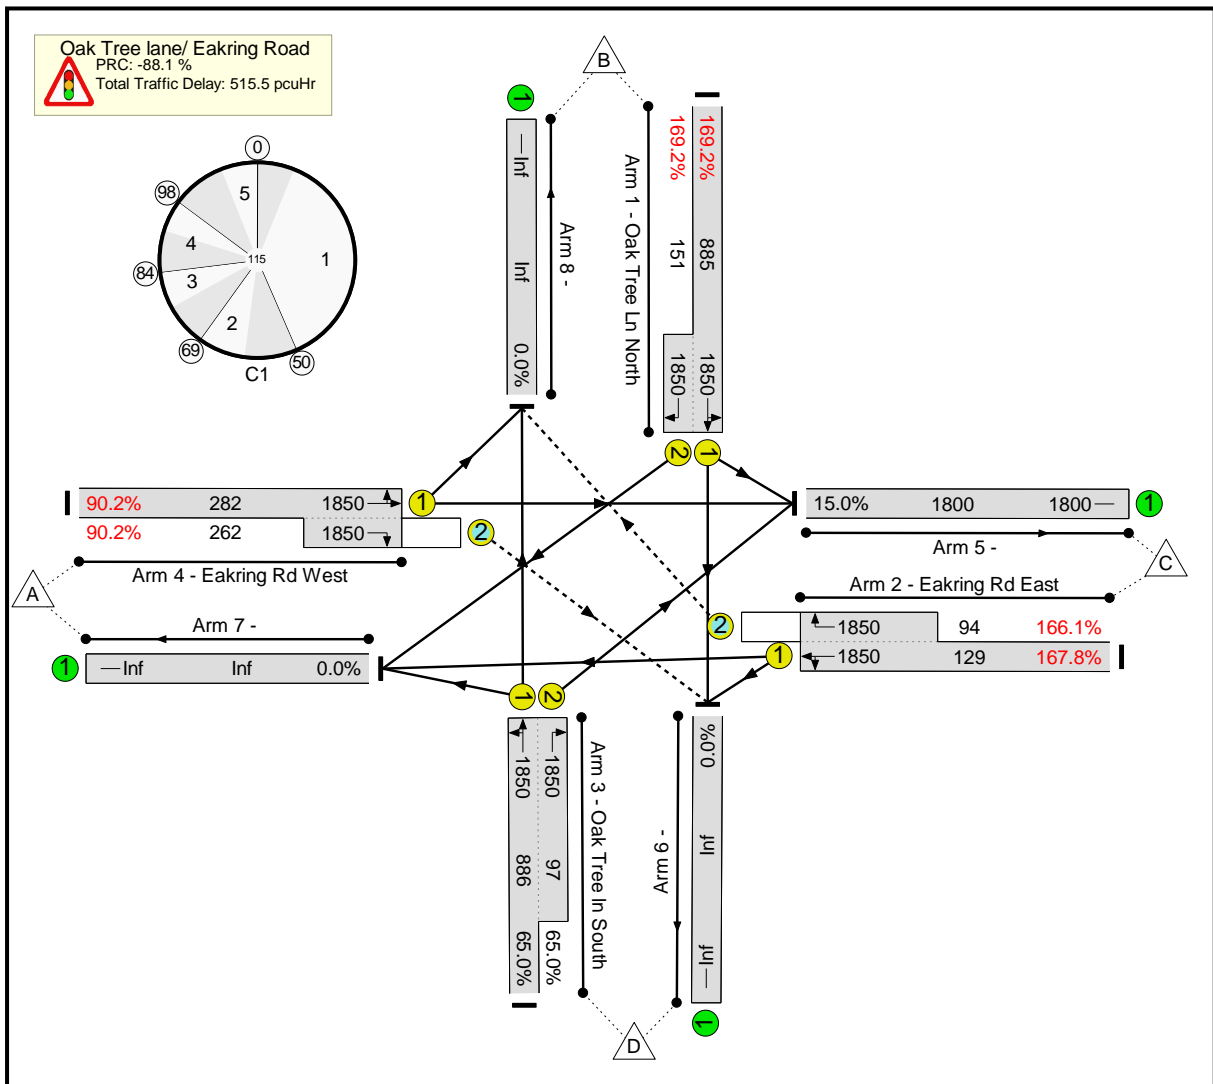 Oak Tree lane/ Eakring Road
PRC: -88.1 %
Total Traffic Delay: 515.5 pcuHr
0
98
5
4
84
115
1
3
2
69
50
C1
B
1
Inf
Inf
0.0%
Arm 8 -
Arm 1 - Oak Tree Ln North
169.2%
151
1850
169.2%
885
1850
2
1
90.2%
282
1850
1
90.2%
262
1850
2
Arm 4 - Eakring Rd West
A
Arm 7 -
1
Inf
Inf
0.0%
15.0%
1800
1800
1
Arm 5 -
C
Arm 2 - Eakring Rd East
2
1850
94
166.1%
1
1850
129
167.8%
1
2
1850
886
65.0%
1850
97
65.0%
Arm 3 - Oak Tree ln South
Arm 6 -
0.0%
Inf
Inf
1
D